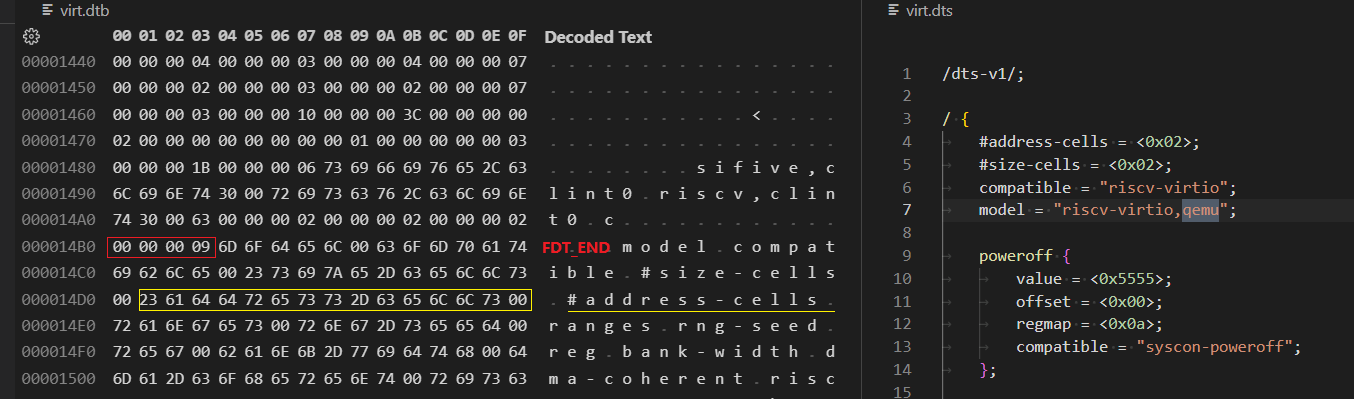 virt.dtb
00 01 02 03 04 05 06 07 08 09 0A 0B 0C 0D 0E 0F Decoded Text
00001440 00 00 00 04 00 00 00 03 00 00 00 04 00 00 00 07 . . . . . . . . . . . . . . . .
00001450 00 00 00 02 00 00 00 03 00 00 00 02 00 00 00 07 . . . . . . . . . . . . . . . .
00001460 00 00 00 03 00 00 00 10 00 00 00 3C 00 00 00 00 . . . . . . . . . . . < . . . .
00001470 02 00 00 00 00 00 00 00 00 01 00 00 00 00 00 03 . . . . . . . . . . . . . . . .
00001480 00 00 00 1B 00 00 00 06 73 69 66 69 76 65 2C 63 . . . . . . . . s i f i v e , c
00001490 6C 69 6E 74 30 00 72 69 73 63 76 2C 63 6C 69 6E l i n t 0 . r i s c v , c l i n
000014A0 74 30 00 63 00 00 00 02 00 00 00 02 00 00 00 02 t 0 . c . . . . . . . . . . . .
000014B0 00 00 00 09 6D 6F 64 65 6C 00 63 6F 6D 70 61 74 FDT_END m o d e l . c o m p a t
000014C0 69 62 6C 65 00 23 73 69 7A 65 2D 63 65 6C 6C 73 i b l e . # s i z e - c e l l s
000014D0 00 23 61 64 64 72 65 73 73 2D 63 65 6C 6C 73 00 . # a d d r e s s - c e l l s .
000014E0 72 61 6E 67 65 73 00 72 6E 67 2D 73 65 65 64 00 r a n g e s . r n g - s e e d .
000014F0 72 65 67 00 62 61 6E 6B 2D 77 69 64 74 68 00 64 r e g . b a n k - w i d t h . d
00001500 6D 61 2D 63 6F 68 65 72 65 6E 74 00 72 69 73 63 m a - c o h e r e n t . r i s c
virt.dts
1 /dts-v1/;
2
3 / {
4 #address-cells = <0x02>;
5 #size-cells = <0x02>;
6 compatible = "riscv-virtio";
7 model = "riscv-virtio,qemu";
8
9 poweroff {
10 value = <0x5555>;
11 offset = <0x00>;
12 regmap = <0x0a>;
13 compatible = "syscon-poweroff";
14 };
15